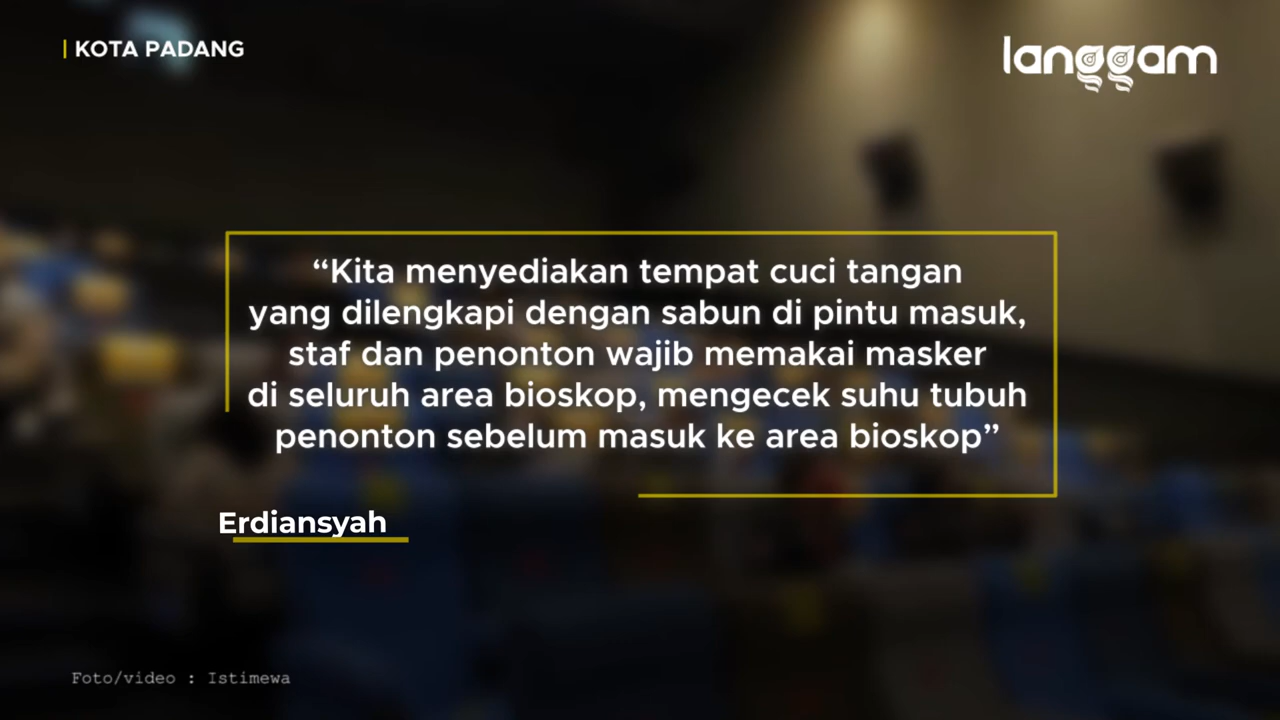 KOTA PADANG
langgam
“Kita menyediakan tempat cuci tangan
yang dilengkapi dengan sabun di pintu masuk,
staf dan penonton wajib memakai masker
di seluruh area bioskop, mengecek suhu tubuh
penonton sebelum masuk ke area bioskop”
Erdiansyah
Foto/video : Istimewa